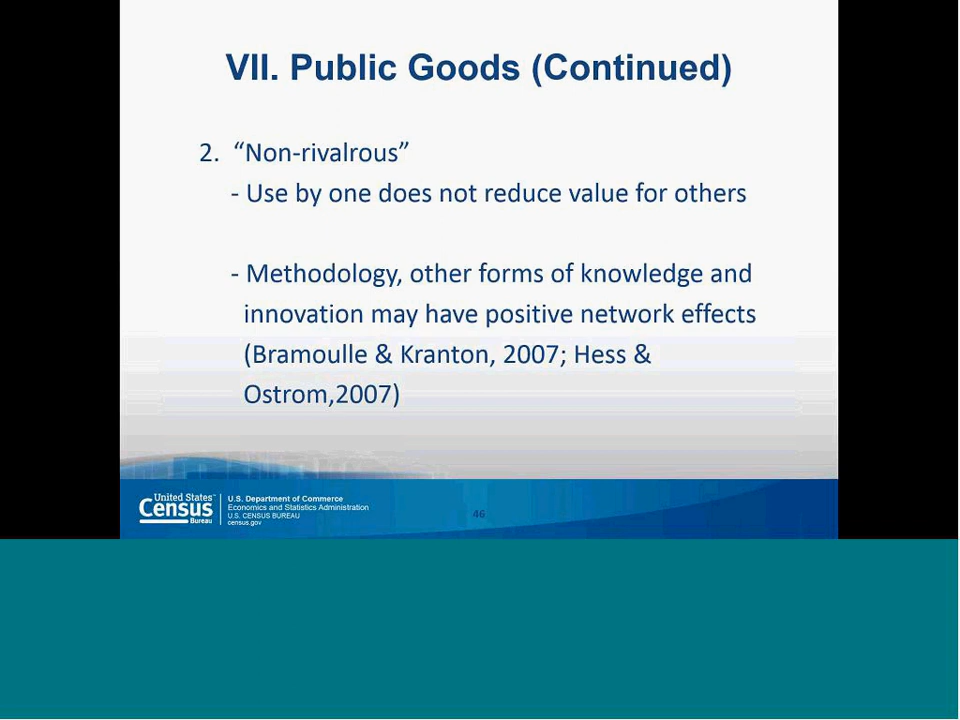 VII. Public Goods (Continued)
2. “Non-rivalrous”
- Use by one does not reduce value for others
- Methodology, other forms of knowledge and
innovation may have positive network effects
(Bramoulle & Kranton, 2007; Hess &
Ostrom,2007)
United States™
Census
Bureau
U.S. Department of Commerce
Economics and Statistics Administration
U.S. CENSUS BUREAU
census.gov
46